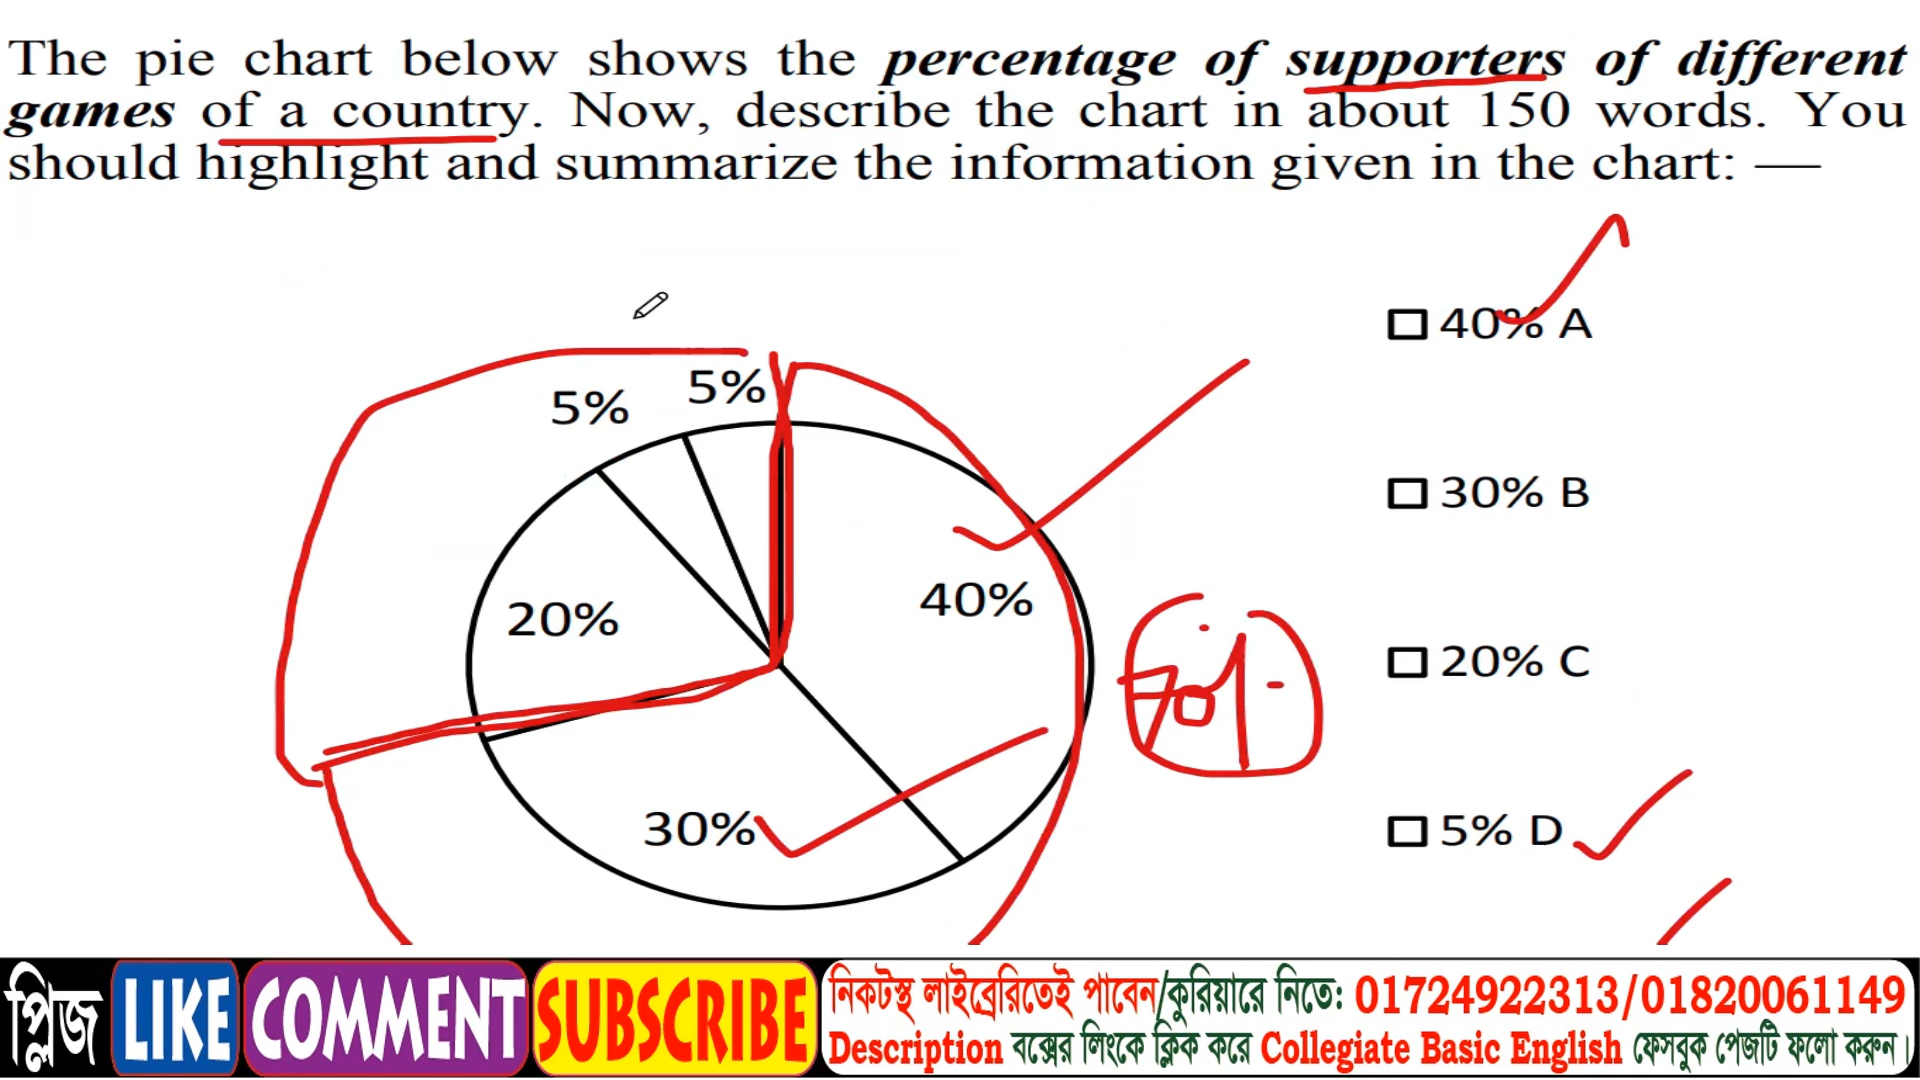 The pie chart below shows the percentage of supporters of different
games of a country. Now, describe the chart in about 150 words. You
should highlight and summarize the information given in the chart: —
40% A
5%
5%
30% B
40%
20%
20% C
30%
5% D
প্লিজ LIKE COMMENT SUBSCRIBE
নিকটস্থ লাইব্রেরিতেই পাবেন/কুরিয়ারে নিতে: 01724922313/01820061149
Description বক্সের লিংকে ক্লিক করে Collegiate Basic English ফেসবুক পেজটি ফলো করুন।